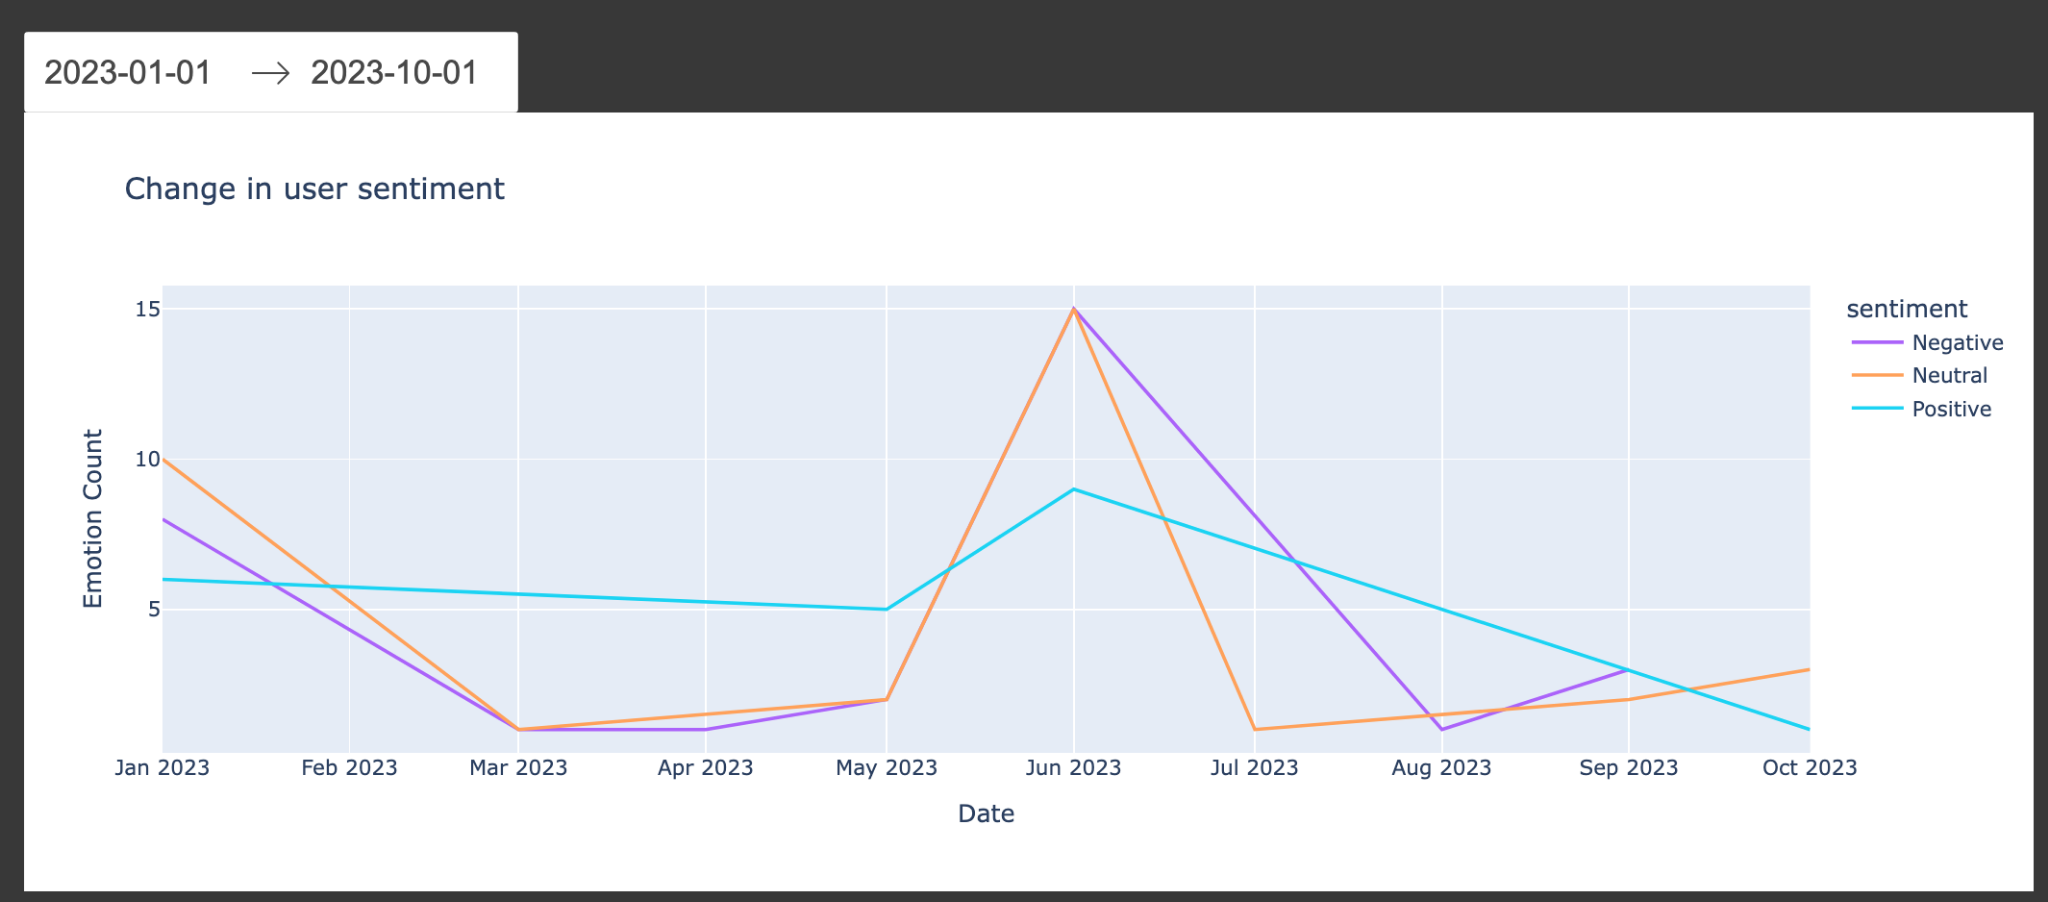 2023-01-01 → 2023-10-01
Change in user sentiment
15
10
5
Emotion Count
sentiment
Negative
Neutral
Positive
Jan 2023 Feb 2023 Mar 2023 Apr 2023 May 2023 Jun 2023 Jul 2023 Aug 2023 Sep 2023 Oct 2023
Date